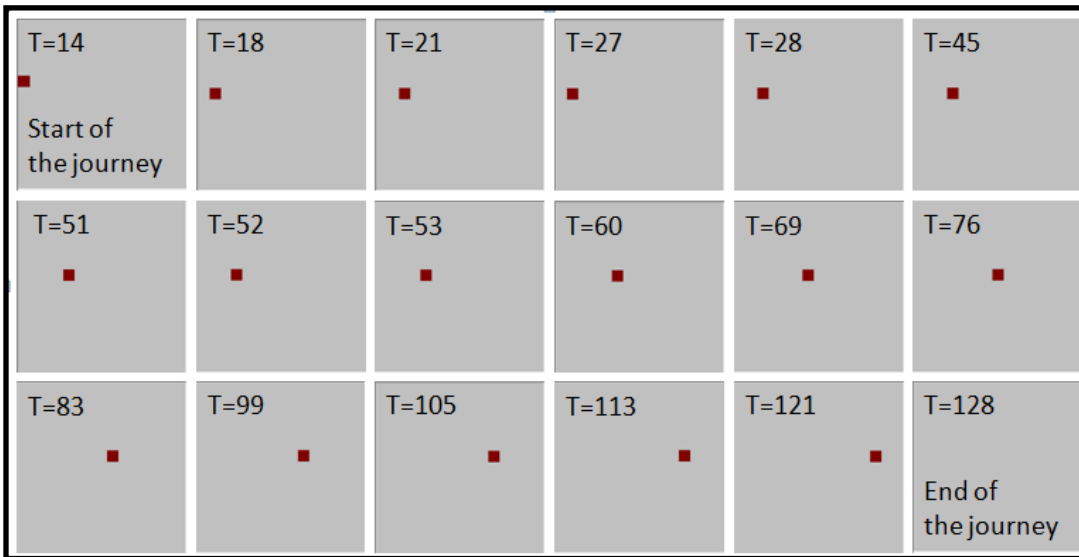 T=14
T=18
T=21
T=27
T=28
T=45
Start of
the journey
T=51
T=52
T=53
T=60
T=69
T=76
T=83
T=99
T=105
T=113
T=121
T=128
End of
the journey